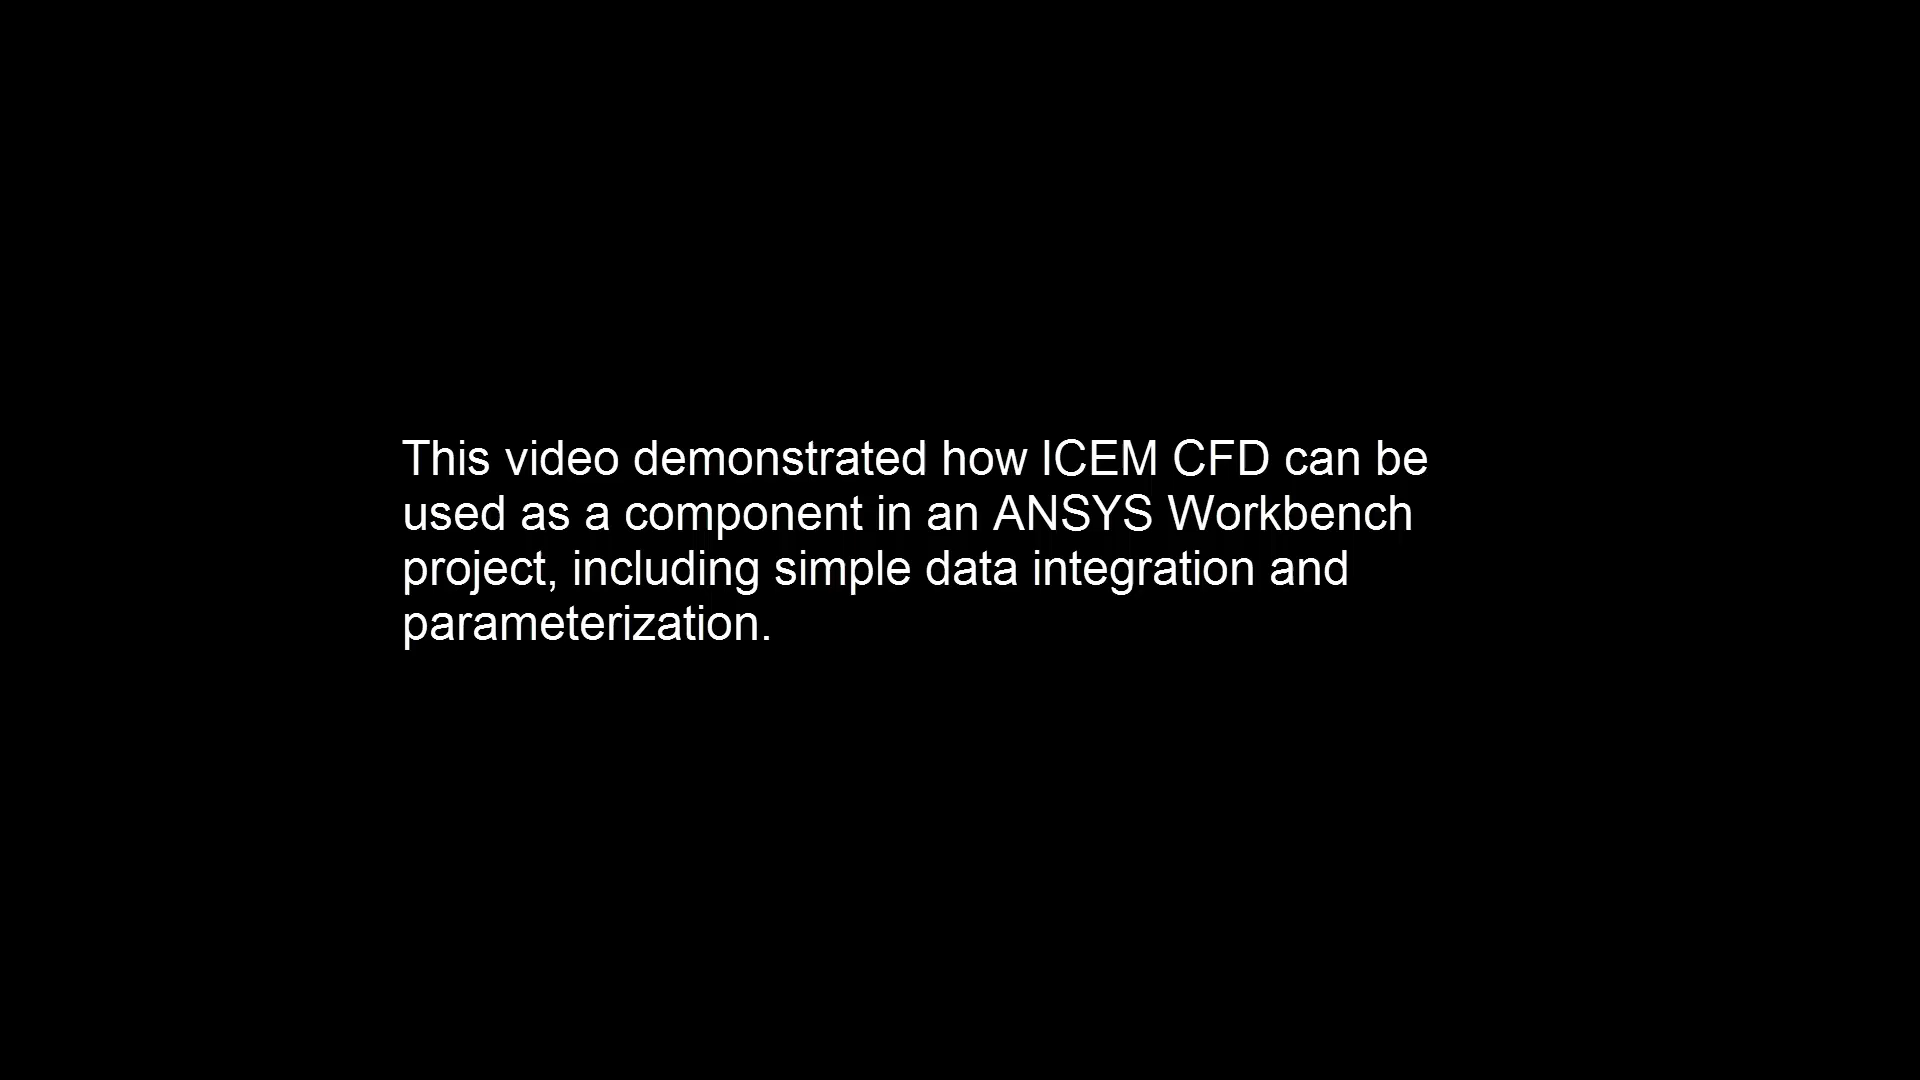 This video demonstrated how ICEM CFD can be
used as a component in an ANSYS Workbench
project, including simple data integration and
parameterization.